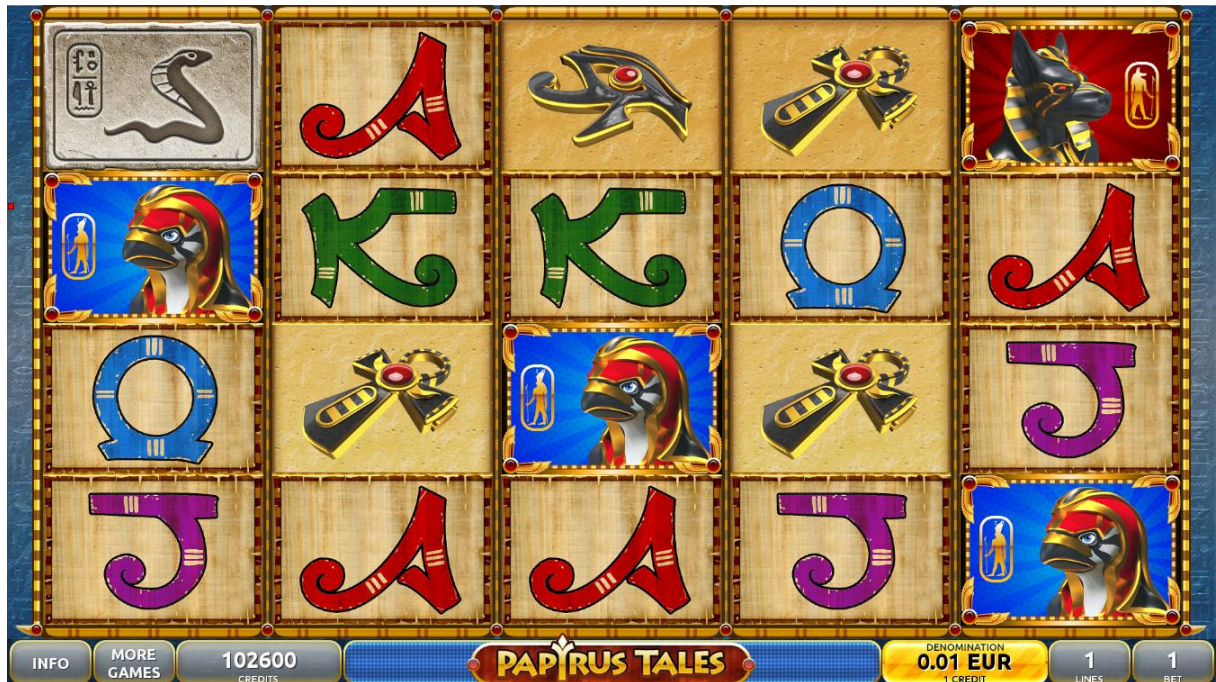 A
K K Q A
Q J
J A A J
INFO
MORE
GAMES
102600
CREDITS
PAPYRUS TALES
DENOMINATION
0.01 EUR
1 CREDIT
1
LINES
1
BET